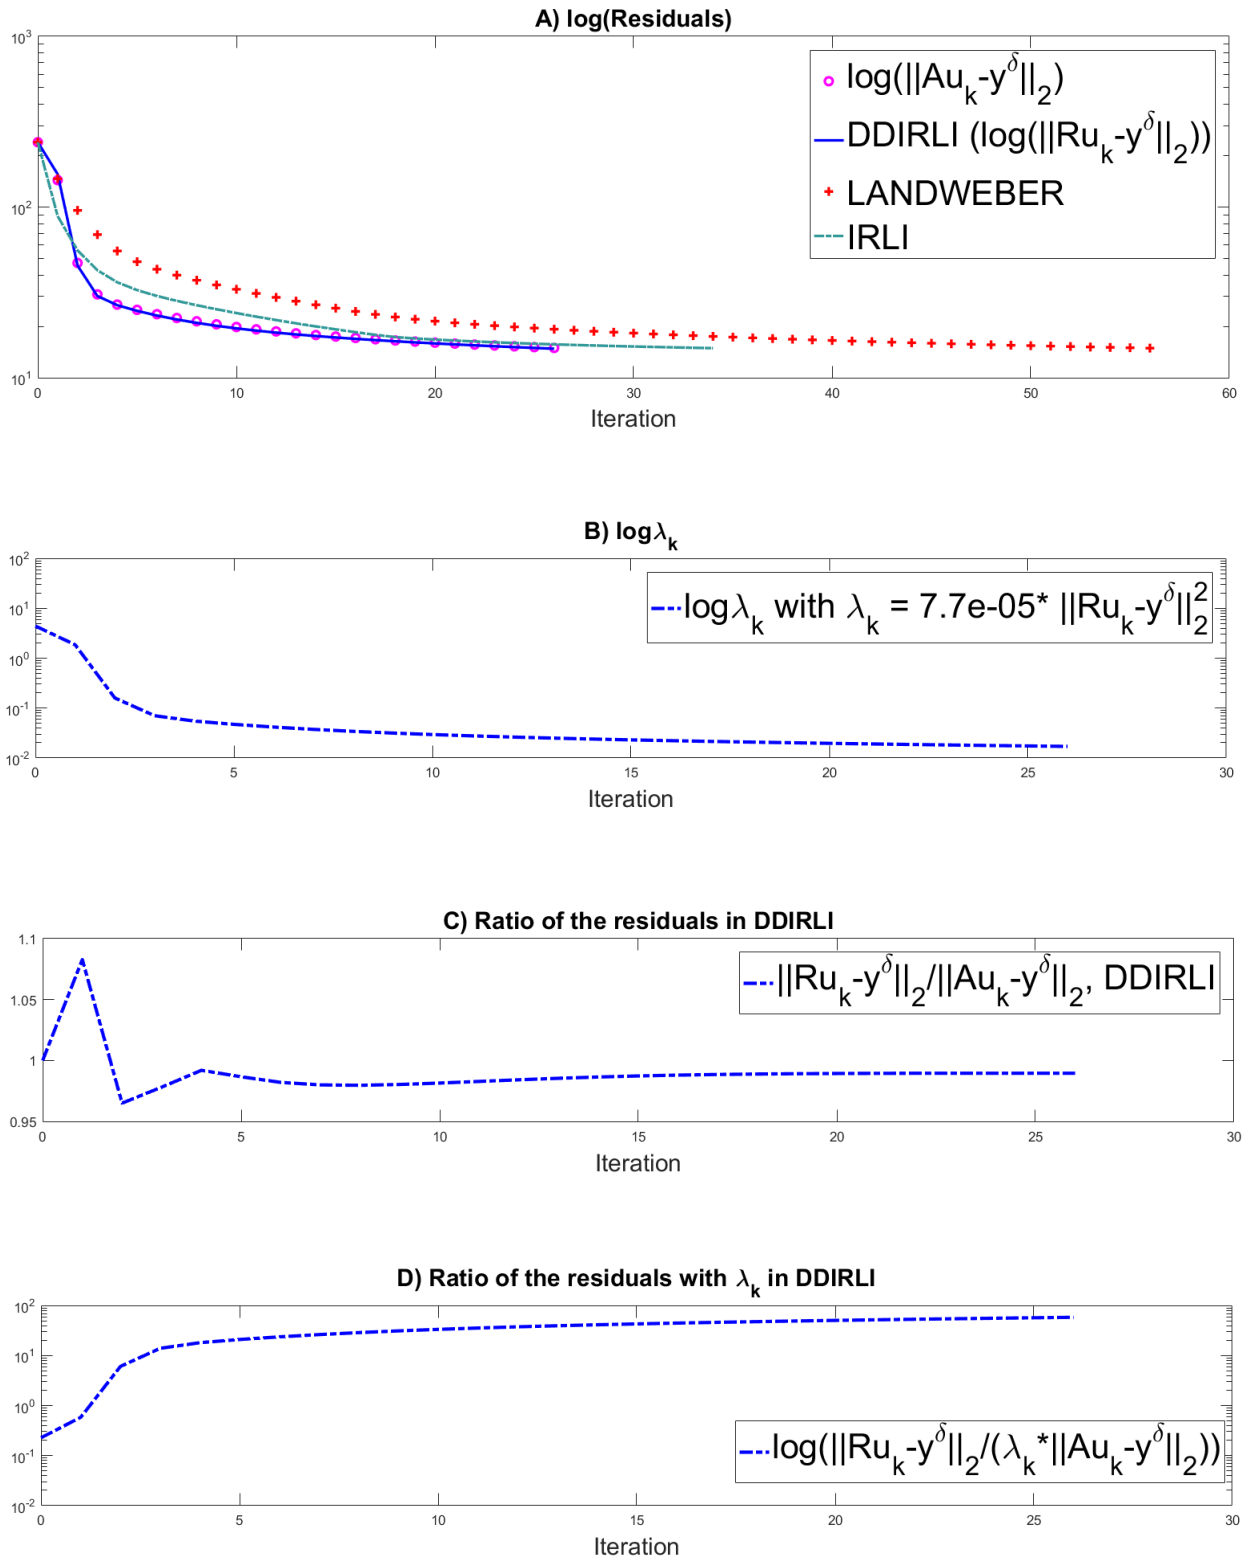 A) log(Residuals)
10^3
10^2
10^1
log(||Au_k-y^δ||_2)
DDIRLI (log(||Ru_k-y^δ||_2))
LANDWEBER
IRLI
0 10 20 30 40 50 60
Iteration
B) logλ_k
10^2
10^1
10^0
10^-1
10^-2
logλ_k with λ_k = 7.7e-05* ||Ru_k-y^δ||_2^2
0 5 10 15 20 25 30
Iteration
C) Ratio of the residuals in DDIRLI
1.1
1.05
1
0.95
||Ru_k-y^δ||_2/||Au_k-y^δ||_2, DDIRLI
0 5 10 15 20 25 30
Iteration
D) Ratio of the residuals with λ_k in DDIRLI
10^2
10^1
10^0
10^-1
10^-2
log(||Ru_k-y^δ||_2/(λ_k*||Au_k-y^δ||_2))
0 5 10 15 20 25 30
Iteration